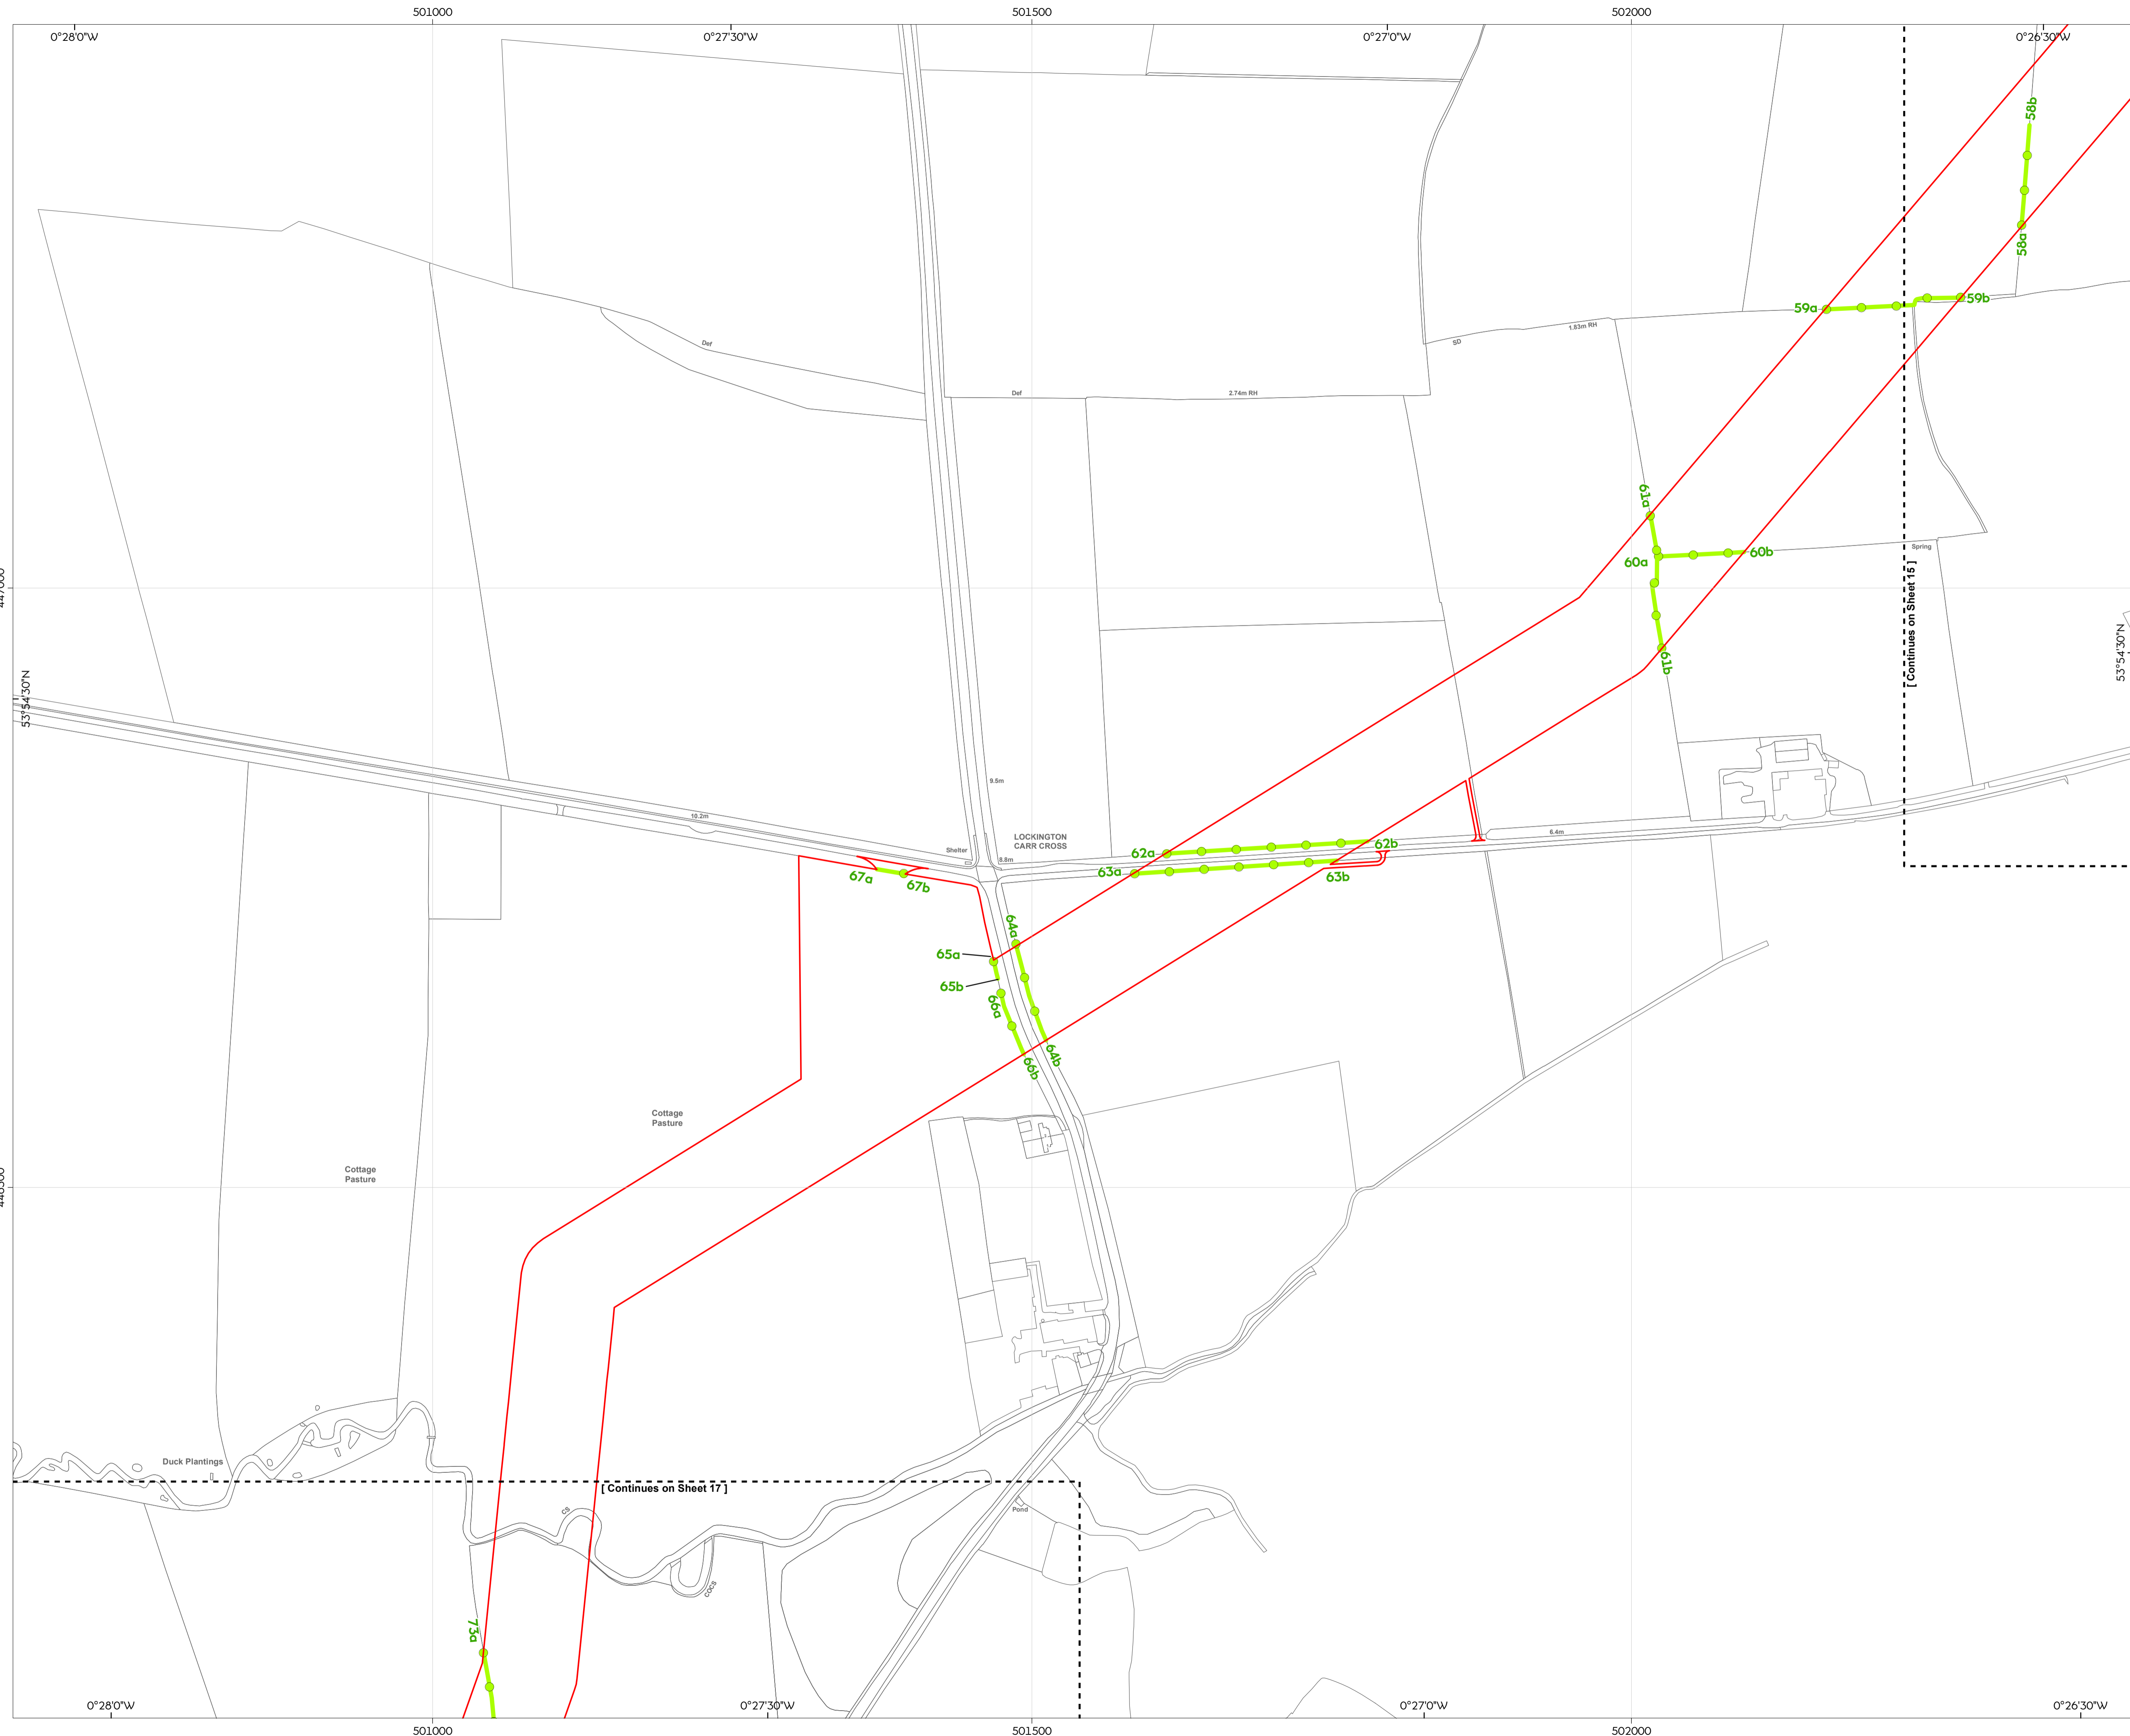 501000
501500
502000
0°28'0"W
0°27'30"W
0°27'0"W
0°26'30"W
58b
58a
59a
59b
1.83m RH
SD
Def
Def
2.74m RH
61a
60a
60b
Spring
[ Continues on Sheet 15 ]
53°54'30"N
53°54'30"N
61b
9.5m
10.2m
LOCKINGTON
CARR CROSS
6.4m
Shelter
8.8m
62a
62b
63a
63b
67a
67b
64a
65a
65b
66a
64b
66b
Cottage
Pasture
Cottage
Pasture
Duck Plantings
[ Continues on Sheet 17 ]
CS
Pond
COCS
73a
0°28'0"W
0°27'30"W
0°27'0"W
0°26'30"W
501000
501500
502000